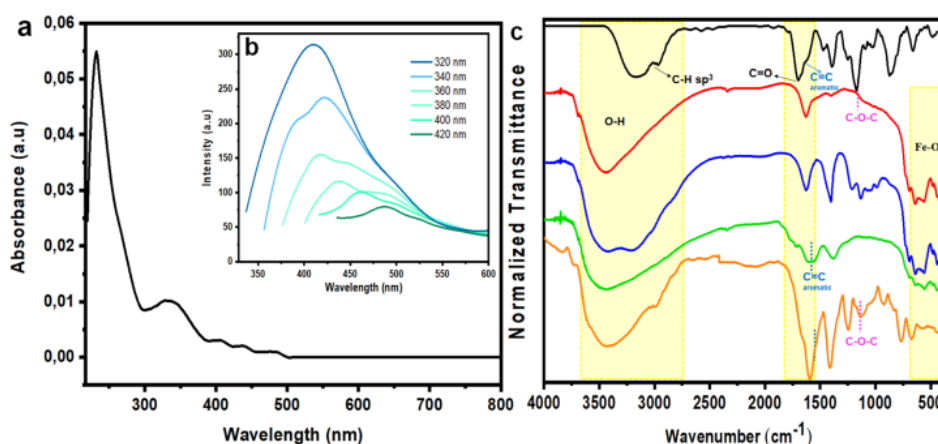 a
0,06
0,05
0,04
0,03
0,02
0,01
0,00
Absorbance (a.u)
200 300 400 500 600 700 800
Wavelength (nm)
b
300
250
200
150
100
50
0
Intensity (a.u)
320 nm
340 nm
360 nm
380 nm
400 nm
420 nm
350 400 450 500 550 600
Wavelength (nm)
c
Normalized Transmittance
C-H sp3
C=O
C=C
aromatic
C-O-C
O-H
Fe-O
C=C
aromatic
C-O-C
4000 3500 3000 2500 2000 1500 1000 500
Wavenumber (cm-1)